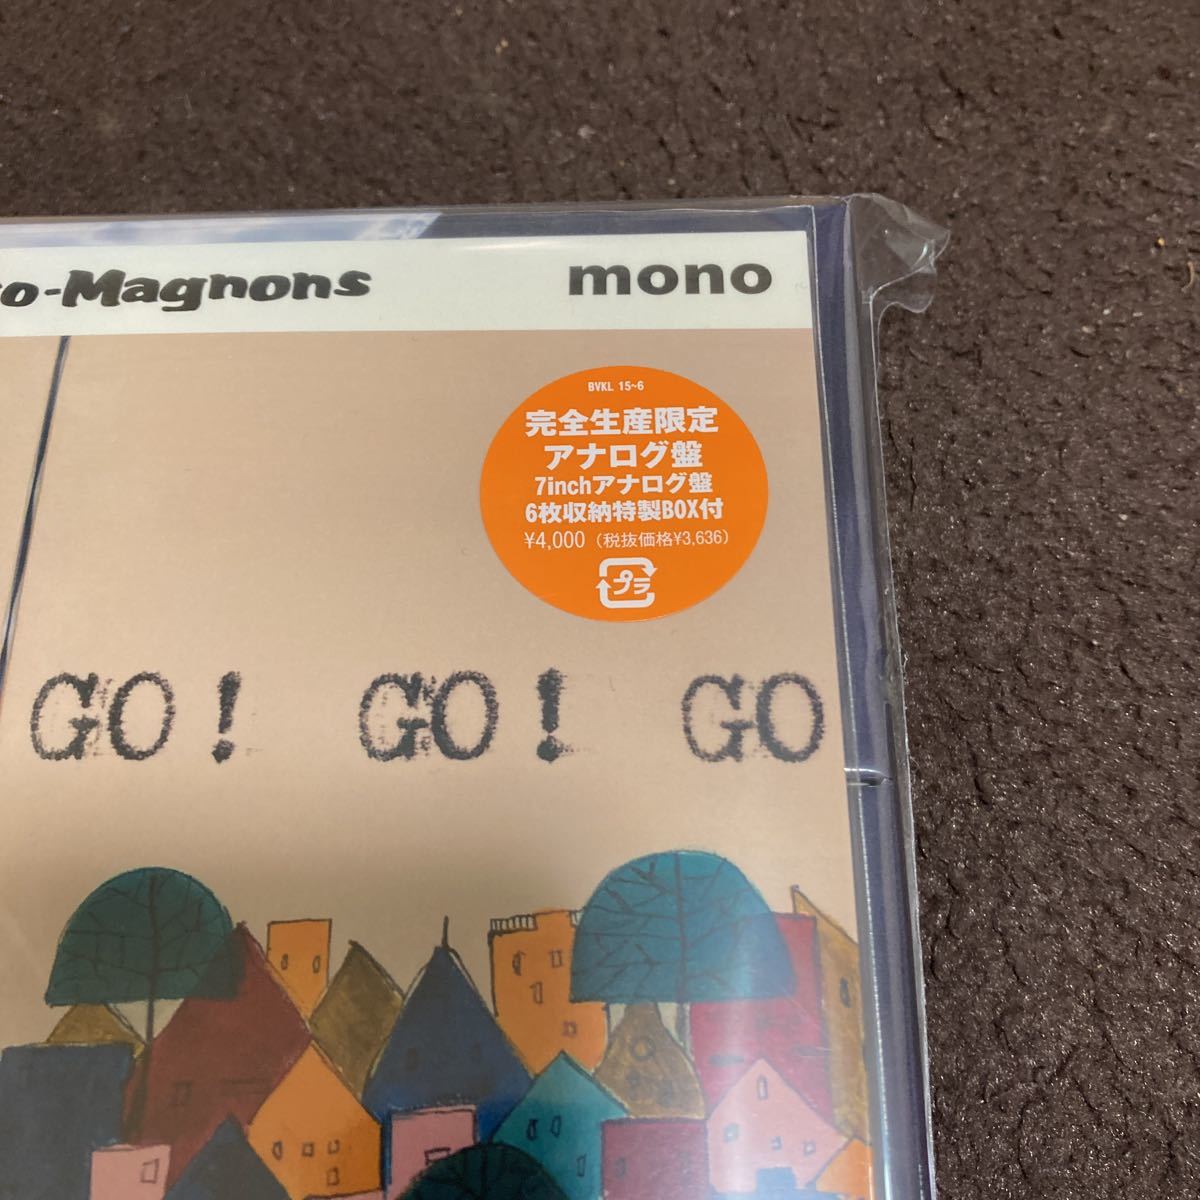 ro-Magnons
mono
BVKL 15~6
完全生産限定
アナログ盤
7inchアナログ盤
6枚収納特製BOX付
¥4,000（税抜価格¥3,636）
プラ
GO! GO! GO